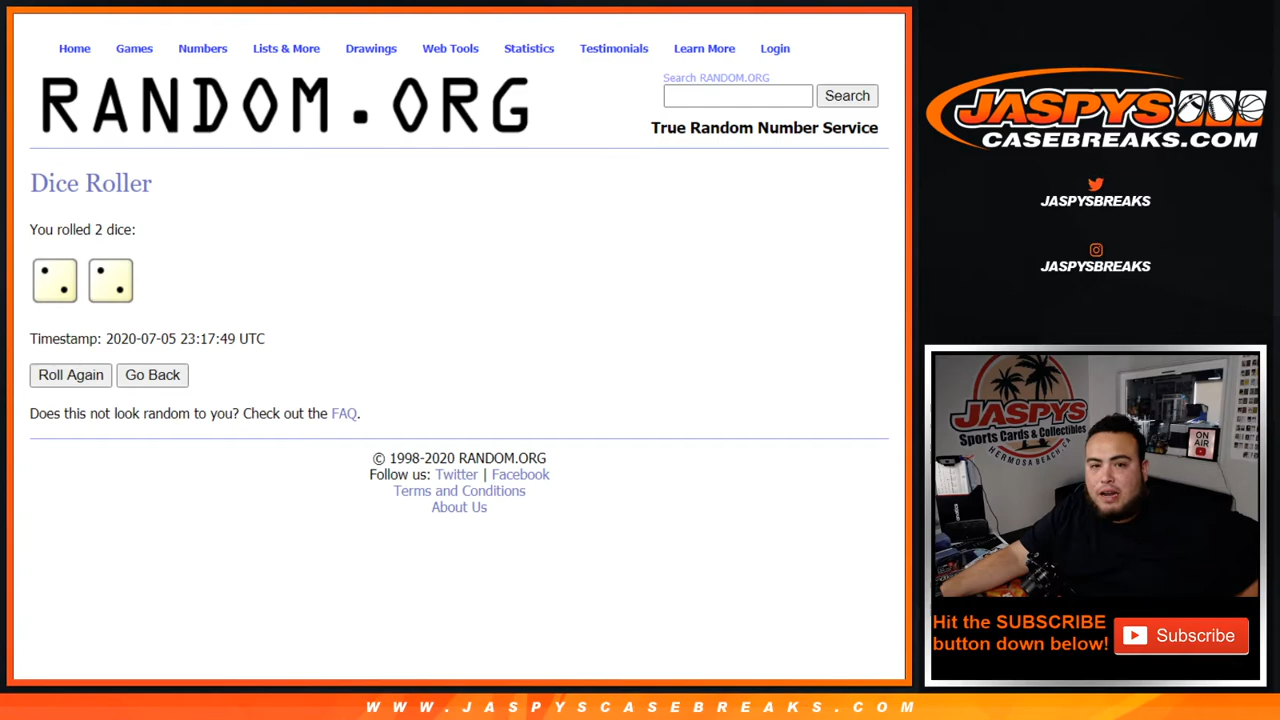 Home Games Numbers Lists & More Drawings Web Tools Statistics Testimonials Learn More Login
RANDOM.ORG
Search RANDOM.ORG
Search
True Random Number Service
Dice Roller
You rolled 2 dice:
Timestamp: 2020-07-05 23:17:49 UTC
Roll Again Go Back
Does this not look random to you? Check out the FAQ.
© 1998-2020 RANDOM.ORG
Follow us: Twitter | Facebook
Terms and Conditions
About Us
JASPYS
CASEBREAKS.COM
JASPYSBREAKS
JASPYSBREAKS
JASPYS
Sports Cards & Collectibles
HERMOSA BEACH, CA
ON
AIR
Hit the SUBSCRIBE
button down below!
Subscribe
WWW.JASPYSCASEBREAKS.COM